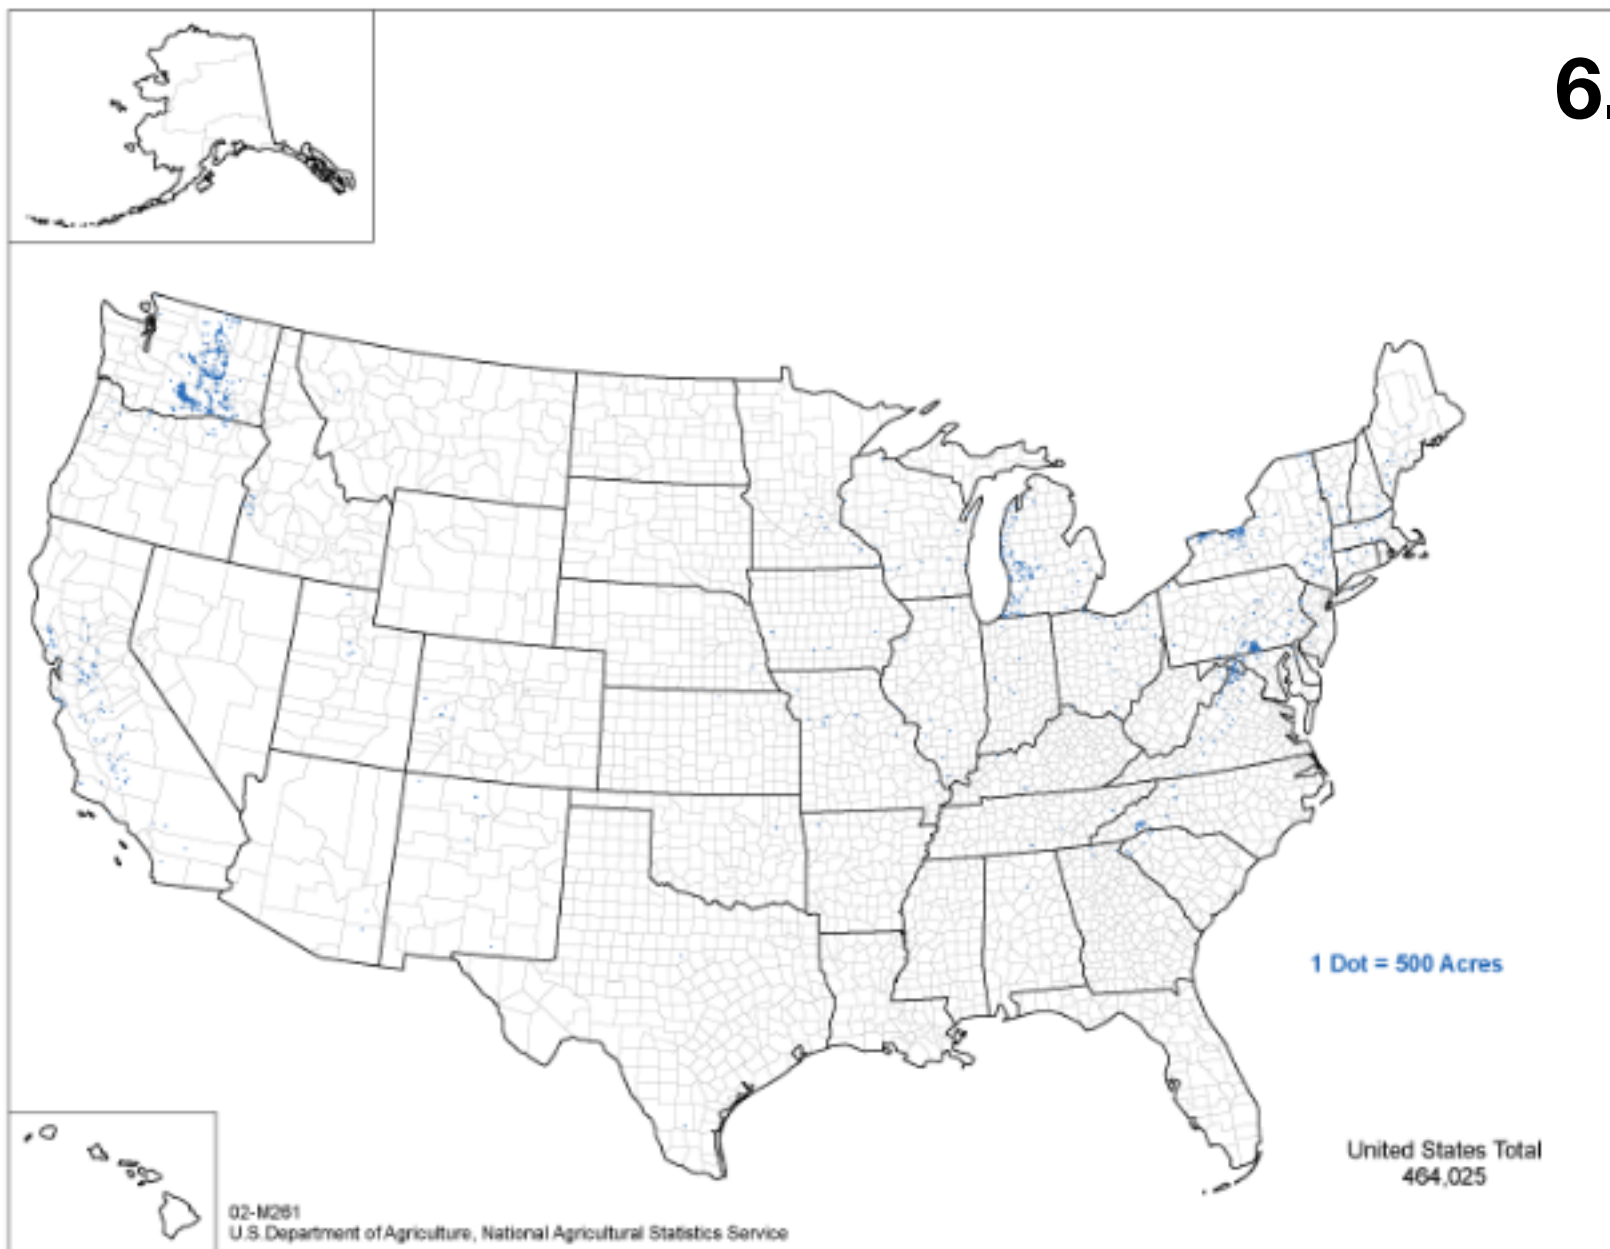 6.
1 Dot = 500 Acres
United States Total
464,025
02-M261
U.S. Department of Agriculture, National Agricultural Statistics Service